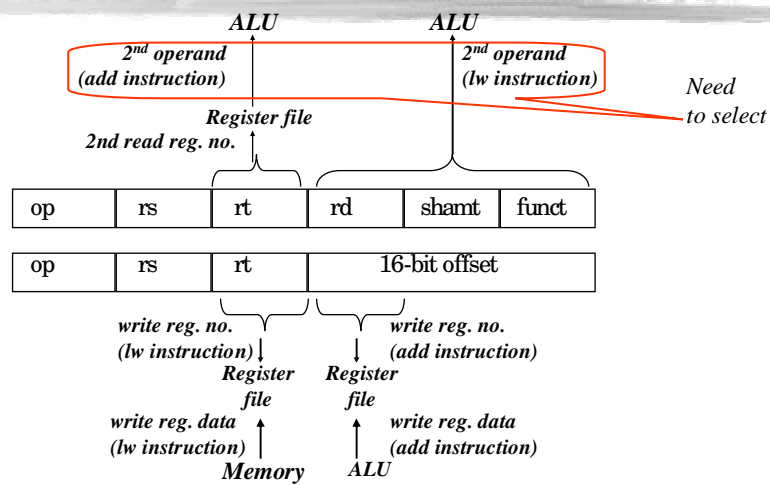 ALU ALU
2nd operand 2nd operand
(add instruction) (lw instruction)
Need
to select
Register file
2nd read reg. no.
op rs rt rd shamt funct
op rs rt 16-bit offset
write reg. no. write reg. no.
(lw instruction) (add instruction)
Register Register
file file
write reg. data write reg. data
(lw instruction) (add instruction)
Memory ALU